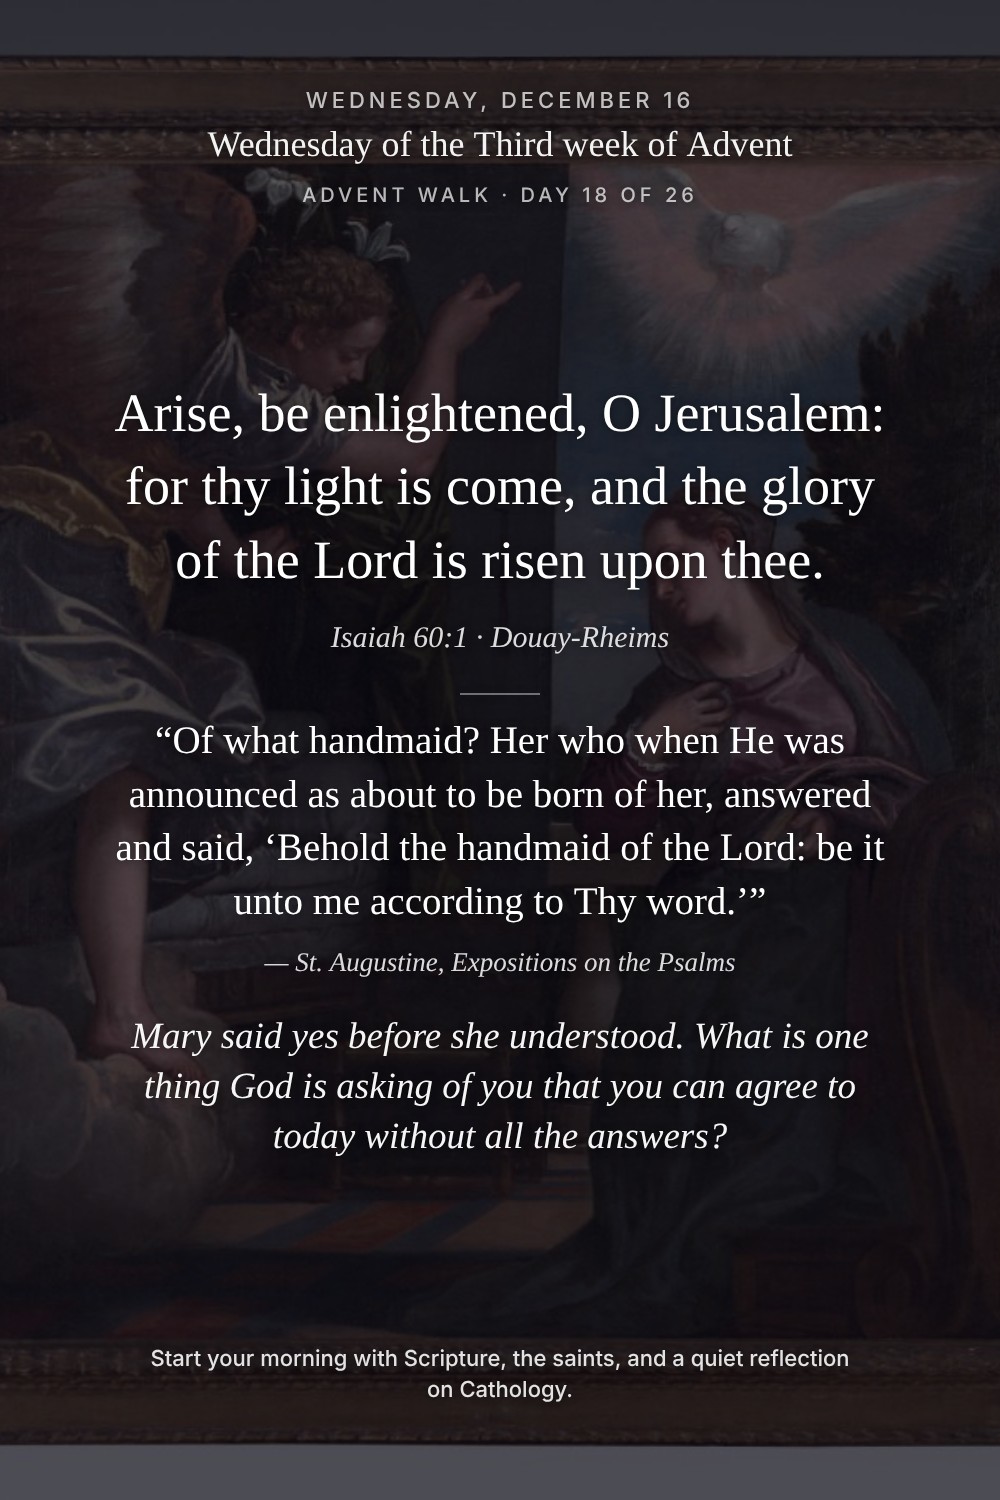 WEDNESDAY, DECEMBER 16
Wednesday of the Third week of Advent
ADVENT WALK · DAY 18 OF 26
Arise, be enlightened, O Jerusalem:
for thy light is come, and the glory
of the Lord is risen upon thee.
Isaiah 60:1 · Douay-Rheims
“Of what handmaid? Her who when He was
announced as about to be born of her, answered
and said, ‘Behold the handmaid of the Lord: be it
unto me according to Thy word.’”
— St. Augustine, Expositions on the Psalms
Mary said yes before she understood. What is one
thing God is asking of you that you can agree to
today without all the answers?
Start your morning with Scripture, the saints, and a quiet reflection
on Cathology.